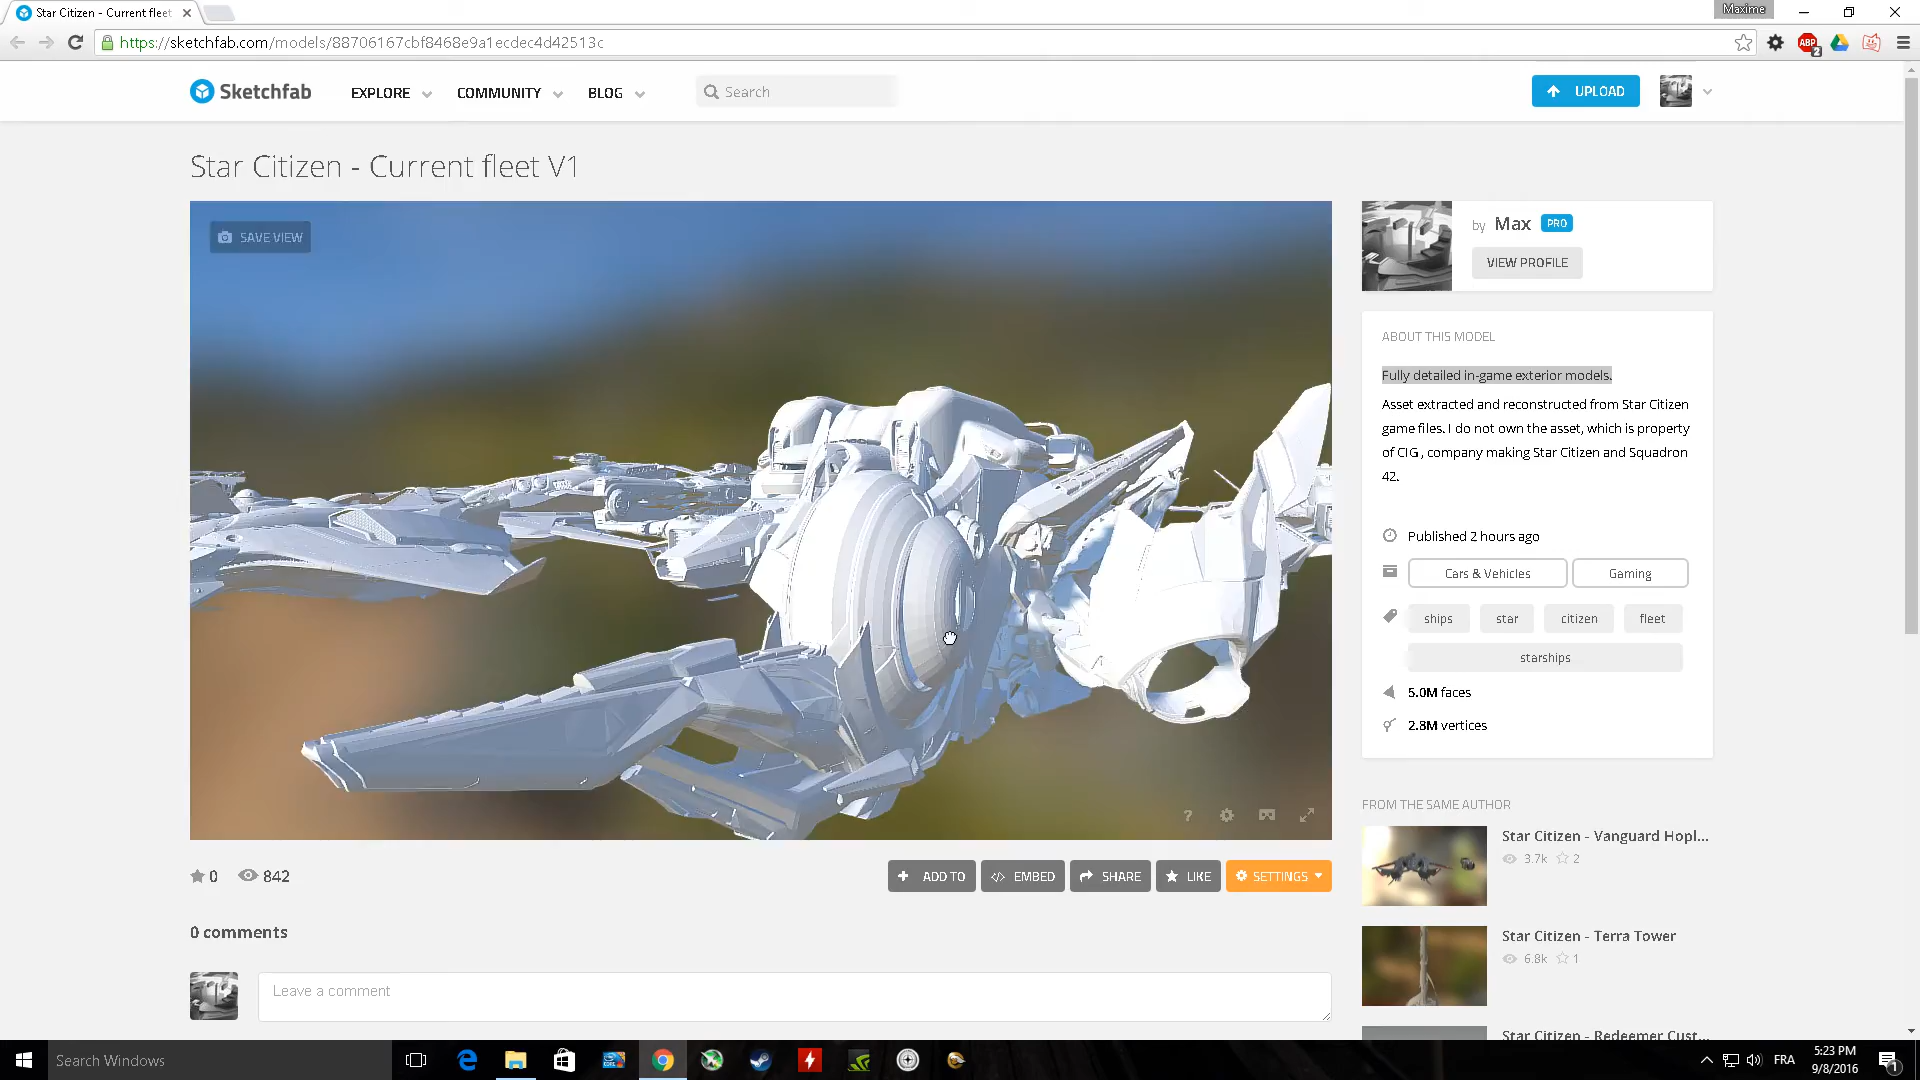 Star Citizen - Current fleet
Maxime
https://sketchfab.com/models/88706167cbf8468e9a1ecdec4d42513c
ABP
2
Sketchfab
EXPLORE
COMMUNITY
BLOG
Search
UPLOAD
Star Citizen - Current fleet V1
SAVE VIEW
by Max PRO
VIEW PROFILE
ABOUT THIS MODEL
Fully detailed in-game exterior models.
Asset extracted and reconstructed from Star Citizen
game files. I do not own the asset, which is property
of CIG , company making Star Citizen and Squadron
42.
Published 2 hours ago
Cars & Vehicles
Gaming
ships
star
citizen
fleet
starships
5.0M faces
2.8M vertices
?
0
842
+ ADD TO
</> EMBED
SHARE
LIKE
SETTINGS
FROM THE SAME AUTHOR
Star Citizen - Vanguard Hopl...
3.7k 2
Star Citizen - Terra Tower
6.8k 1
Star Citizen - Redeemer Cust...
0 comments
Leave a comment
Search Windows
FRA
5:23 PM
9/8/2016
1